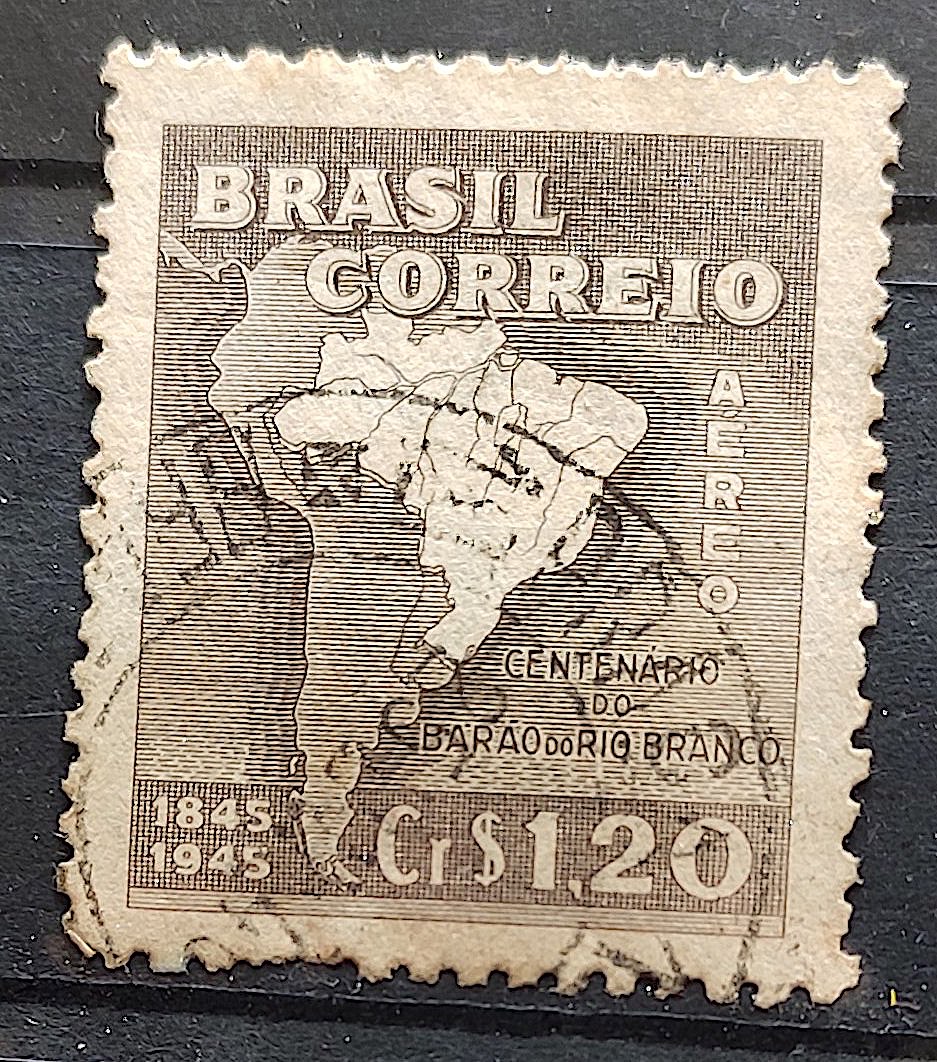 BRASIL
CORREIO
AÉREO
CENTENÁRIO
DO
BARÃO DO RIO BRANCO
1845
1945
Cr.$1,20